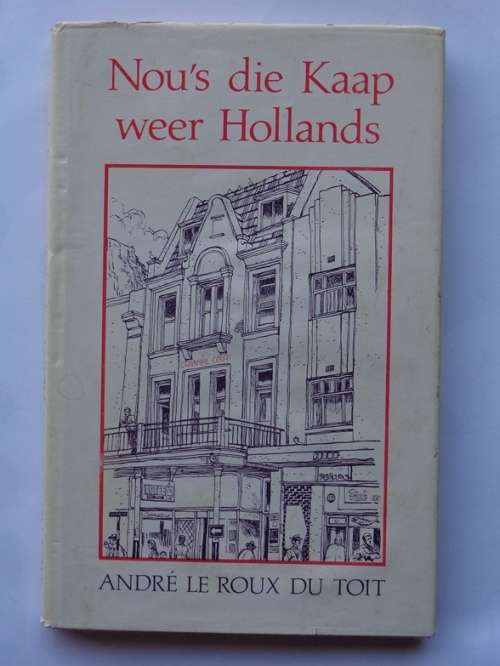 Nou's die Kaap
weer Hollands
ANDRÉ LE ROUX DU TOIT